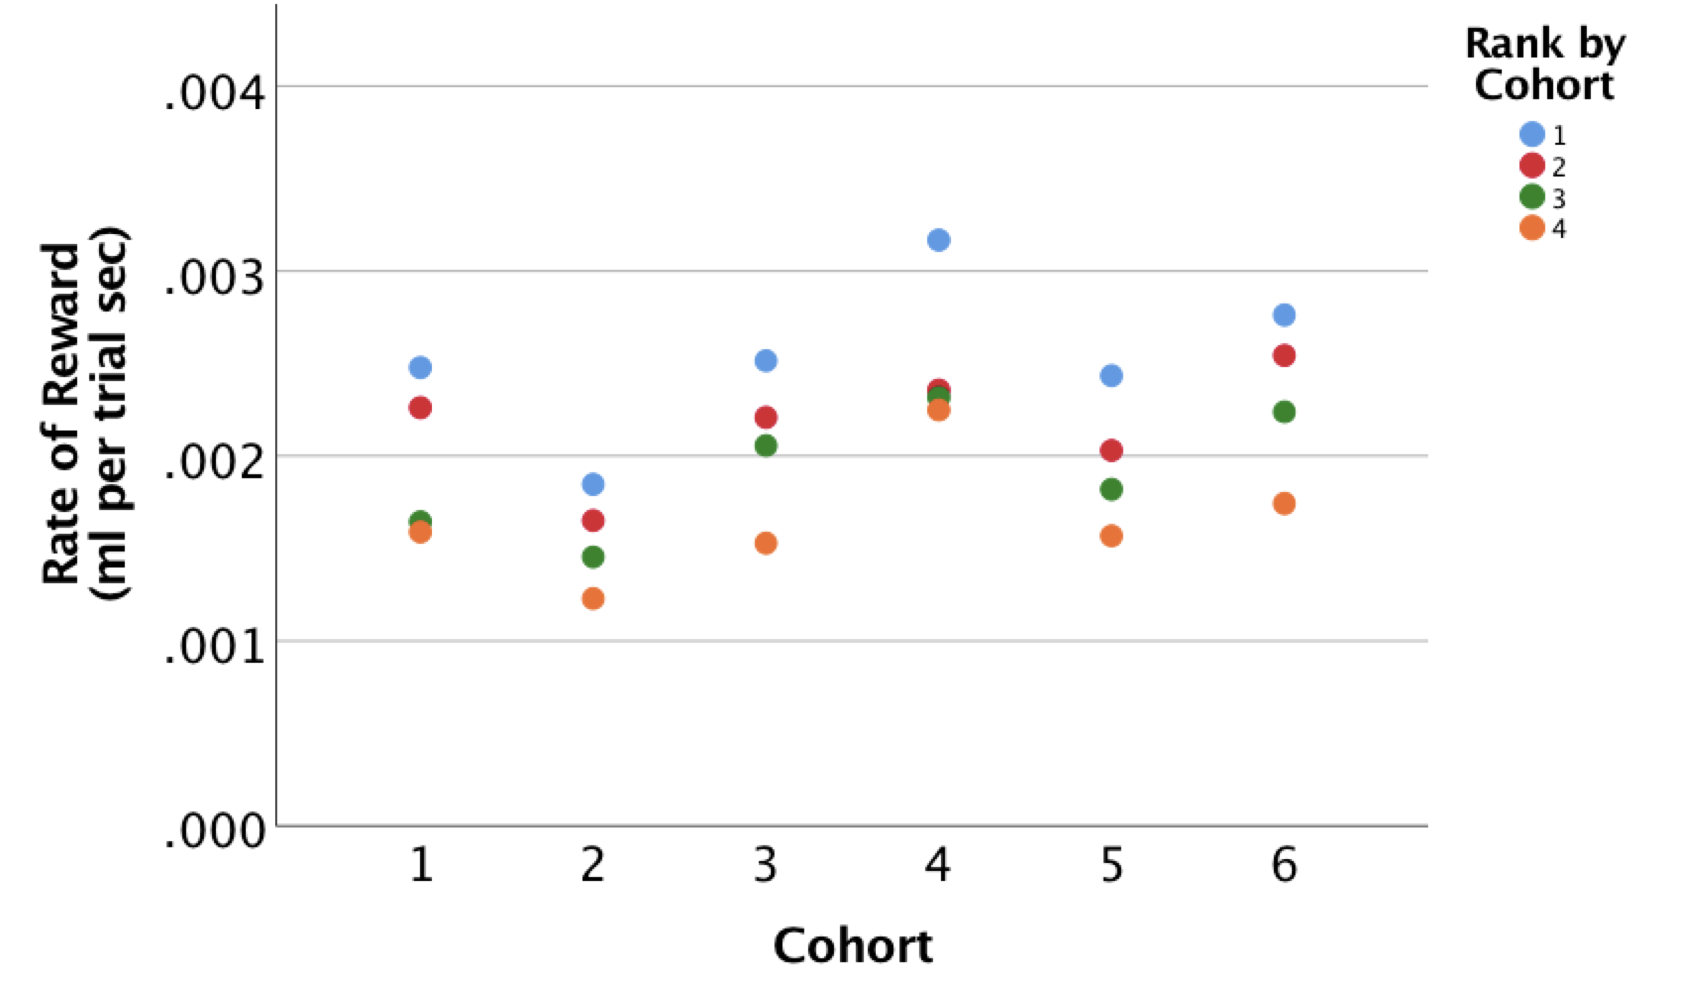 Rank by
Cohort
1
2
3
4
.004
.003
.002
.001
.000
Rate of Reward
(ml per trial sec)
1 2 3 4 5 6
Cohort